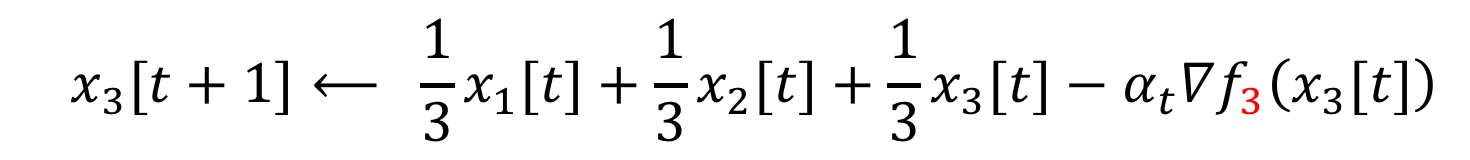 x₃[t + 1] ⟵ 1/3 x₁[t] + 1/3 x₂[t] + 1/3 x₃[t] − αₜ∇f₃(x₃[t])